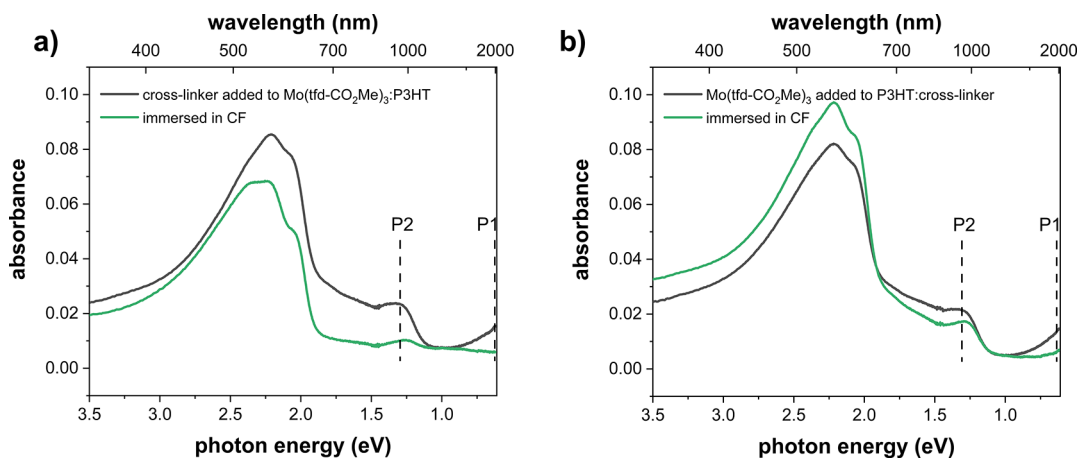 a)
wavelength (nm)
400 500 700 1000 2000
cross-linker added to Mo(tfd-CO₂Me)₃:P3HT
immersed in CF
P2
P1
0.10
0.08
0.06
0.04
0.02
0.00
absorbance
3.5 3.0 2.5 2.0 1.5 1.0
photon energy (eV)
b)
wavelength (nm)
400 500 700 1000 2000
Mo(tfd-CO₂Me)₃ added to P3HT:cross-linker
immersed in CF
P2
P1
0.10
0.08
0.06
0.04
0.02
0.00
absorbance
3.5 3.0 2.5 2.0 1.5 1.0
photon energy (eV)